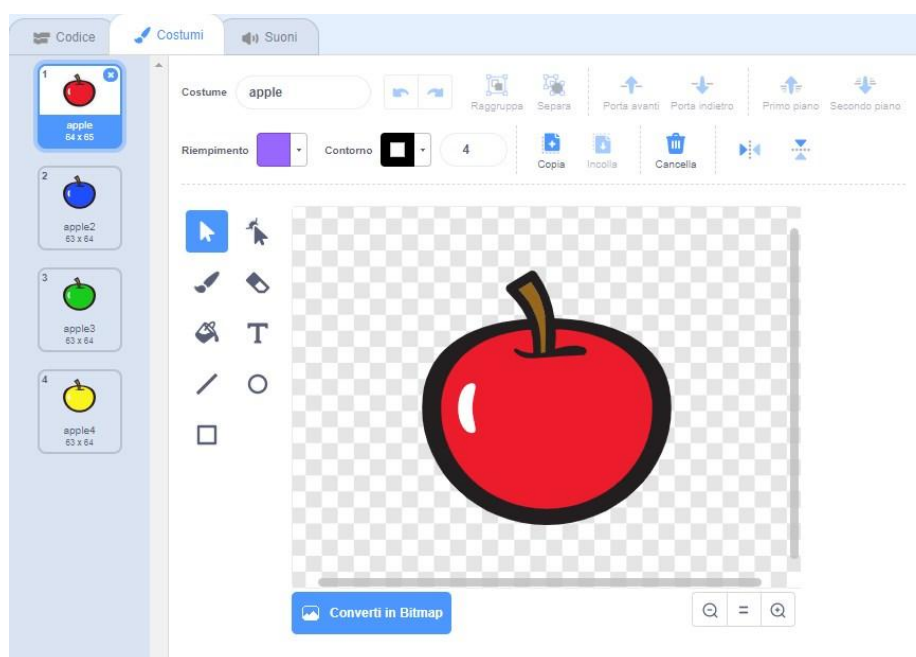 Codice
Costumi
Suoni
1
apple
64 x 65
2
apple2
63 x 64
3
apple3
63 x 64
4
apple4
63 x 64
Costume
apple
Raggruppa
Separa
Porta avanti
Porta indietro
Primo piano
Secondo piano
Riempimento
Contorno
4
Copia
Incolla
Cancella
T
Converti in Bitmap
=